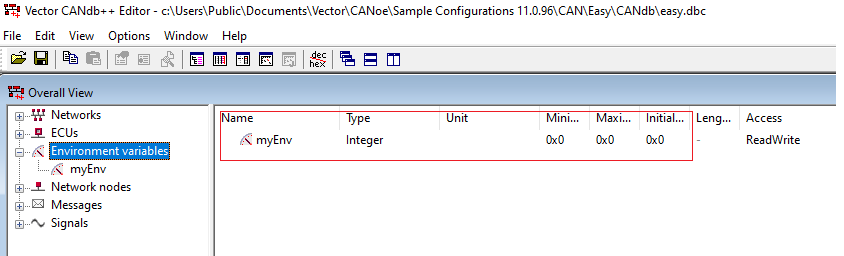 Vector CANdb++ Editor - c:\Users\Public\Documents\Vector\CANoe\Sample Configurations 11.0.96\CAN\Easy\CANdb\easy.dbc
File Edit View Options Window Help
dec
hex
Overall View
Networks
ECUs
Environment variables
myEnv
Network nodes
Messages
Signals
Name Type Unit Mini... Maxi... Initial... Leng... Access
myEnv Integer 0x0 0x0 0x0 - ReadWrite